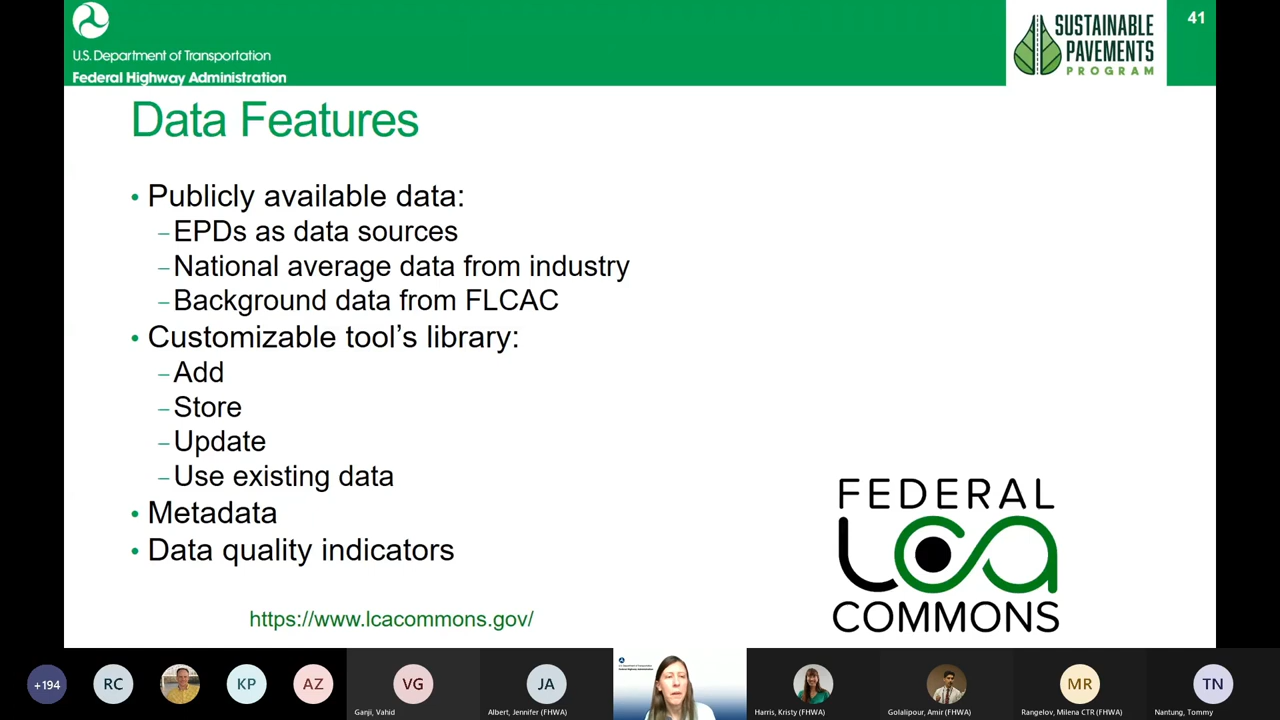 U.S. Department of Transportation
Federal Highway Administration
SUSTAINABLE
PAVEMENTS
PROGRAM
41
Data Features
• Publicly available data:
–EPDs as data sources
–National average data from industry
–Background data from FLCAC
• Customizable tool’s library:
–Add
–Store
–Update
–Use existing data
• Metadata
• Data quality indicators
https://www.lcacommons.gov/
FEDERAL
LCA
COMMONS
+194
RC
KP
AZ
VG
Ganji, Vahid
JA
Albert, Jennifer (FHWA)
Harris, Kristy (FHWA)
Golalipour, Amir (FHWA)
MR
Rangelov, Milena CTR (FHWA)
TN
Nantung, Tommy